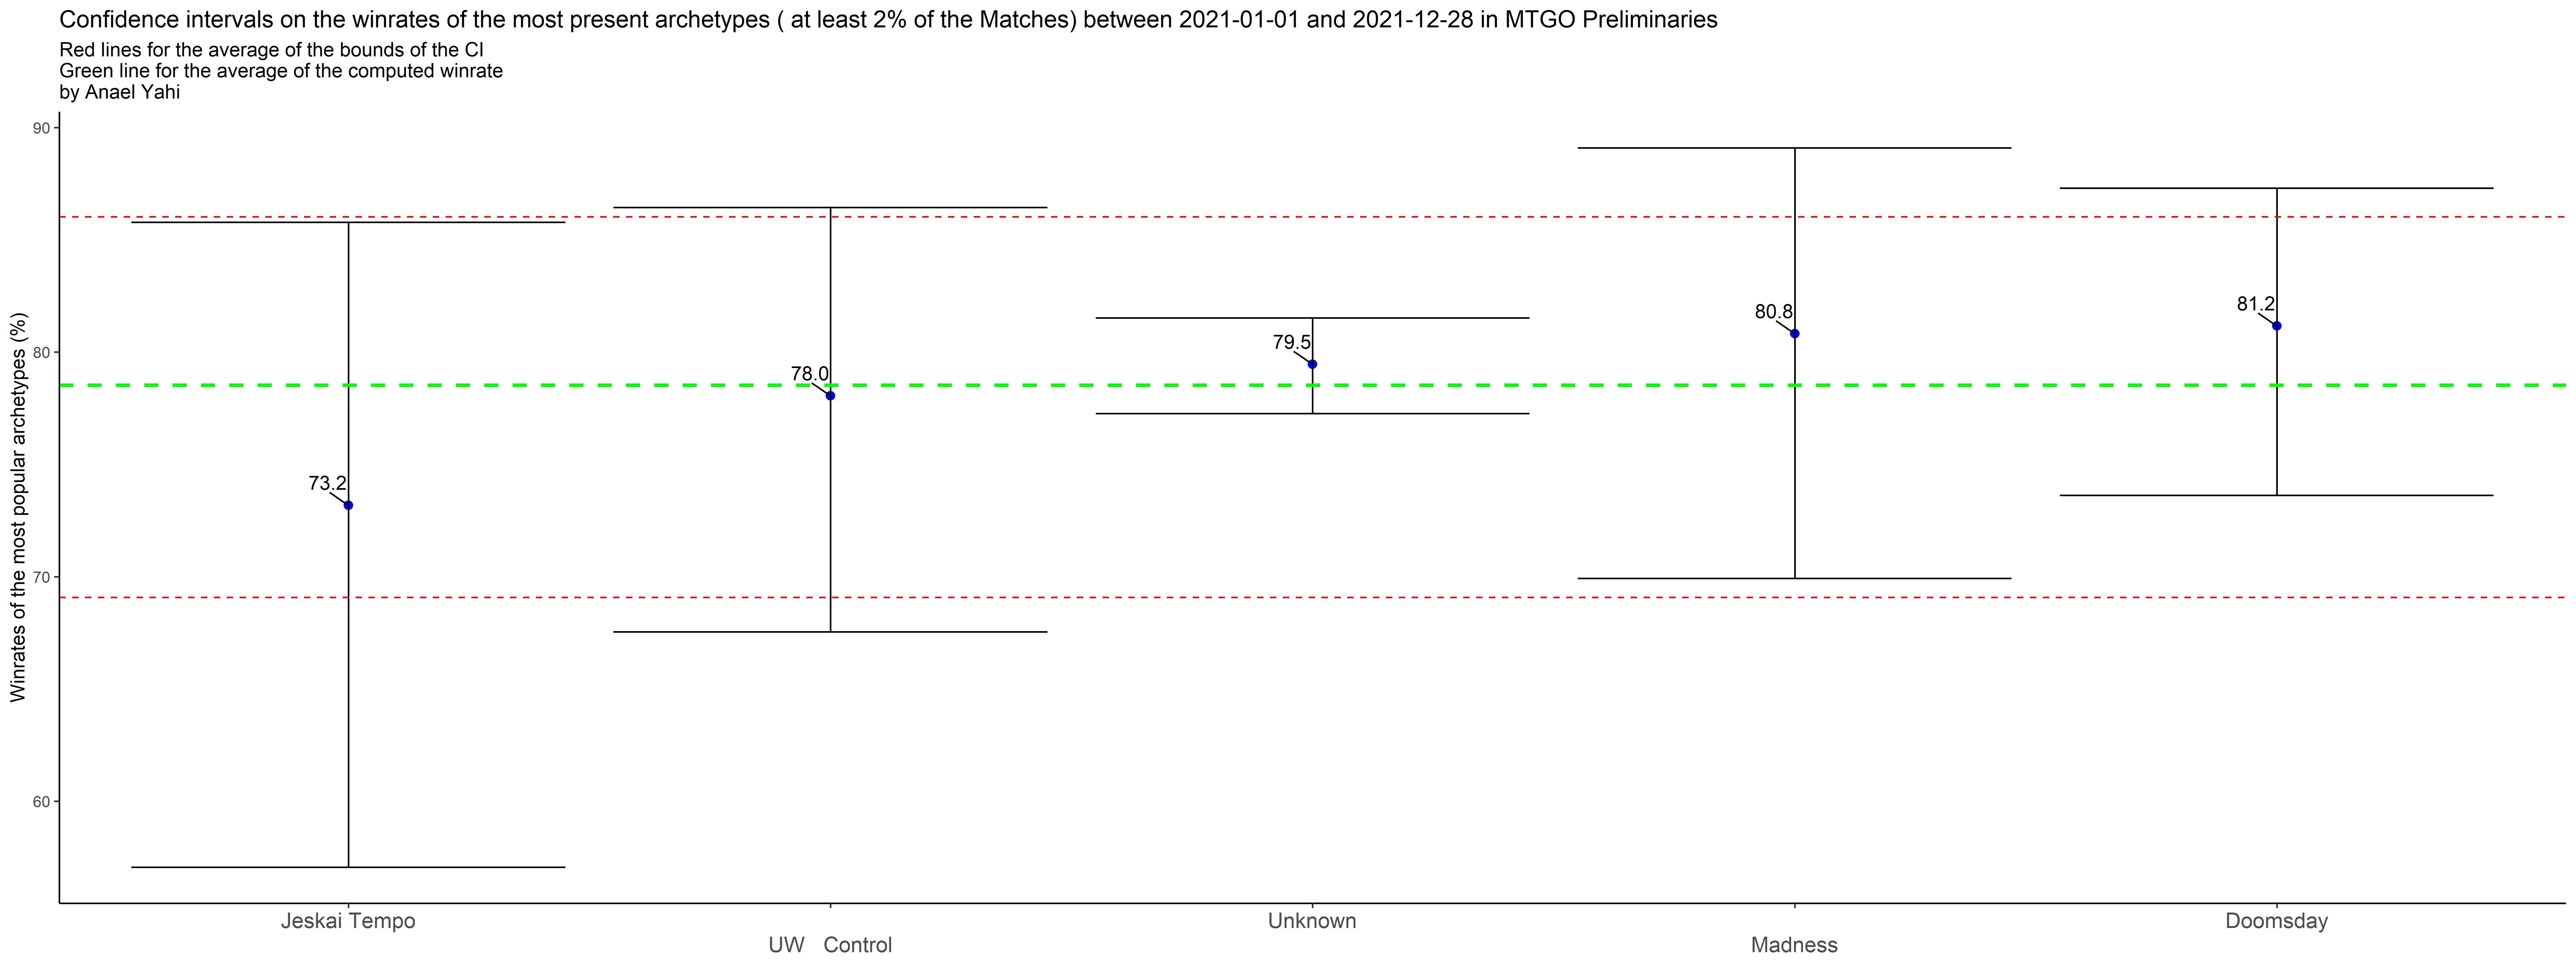 Confidence intervals on the winrates of the most present archetypes ( at least 2% of the Matches) between 2021-01-01 and 2021-12-28 in MTGO Preliminaries
Red lines for the average of the bounds of the CI
Green line for the average of the computed winrate
by Anael Yahi
Winrates of the most popular archetypes (%)
90
80
70
60
73.2
78.0
79.5
80.8
81.2
Jeskai Tempo
UW   Control
Unknown
Madness
Doomsday